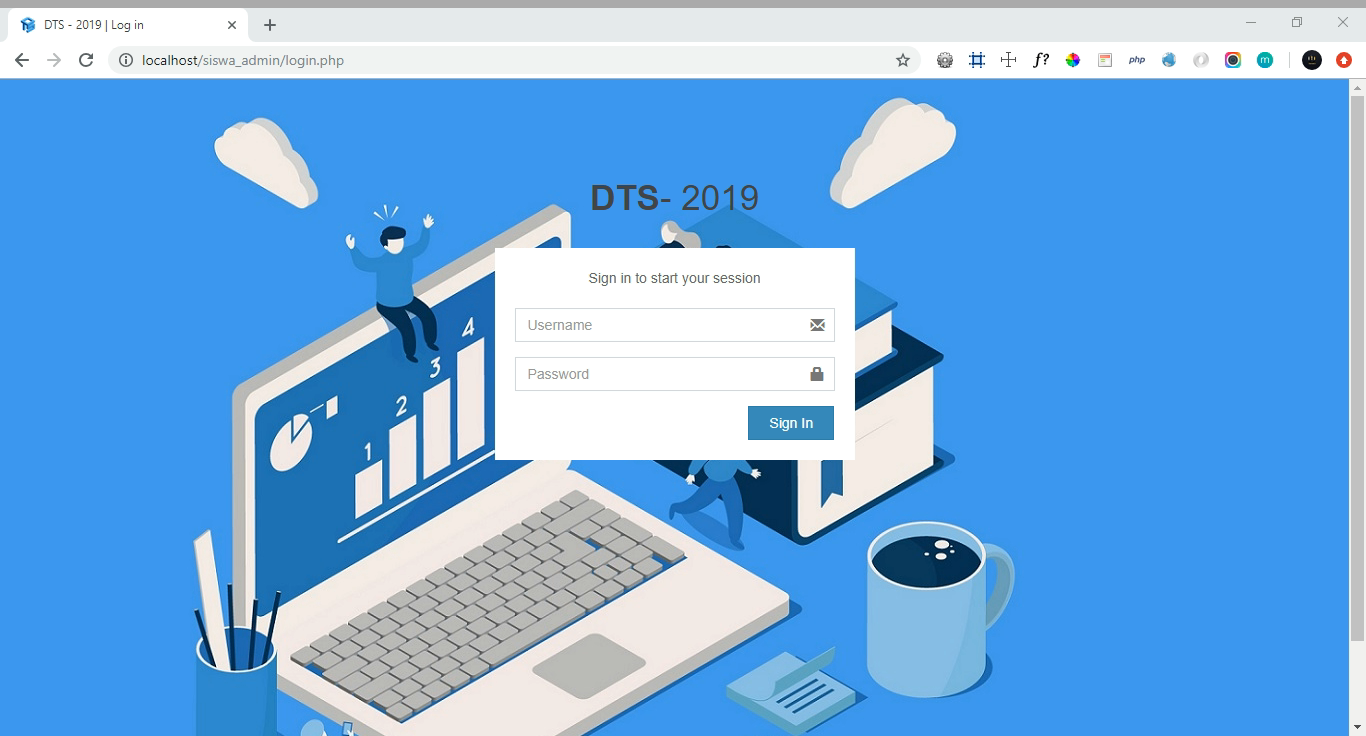 DTS - 2019 | Log in
localhost/siswa_admin/login.php
f?
php
m
DTS- 2019
Sign in to start your session
Username
Password
Sign In
1
2
3
4